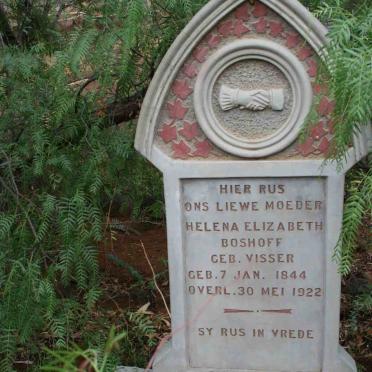 HIER RUS
ONS LIEWE MOEDER
HELENA ELIZABETH
BOSHOFF
GEB. VISSER
GEB. 7 JAN. 1844
OVERL. 30 MEI 1922
SY RUS IN VREDE